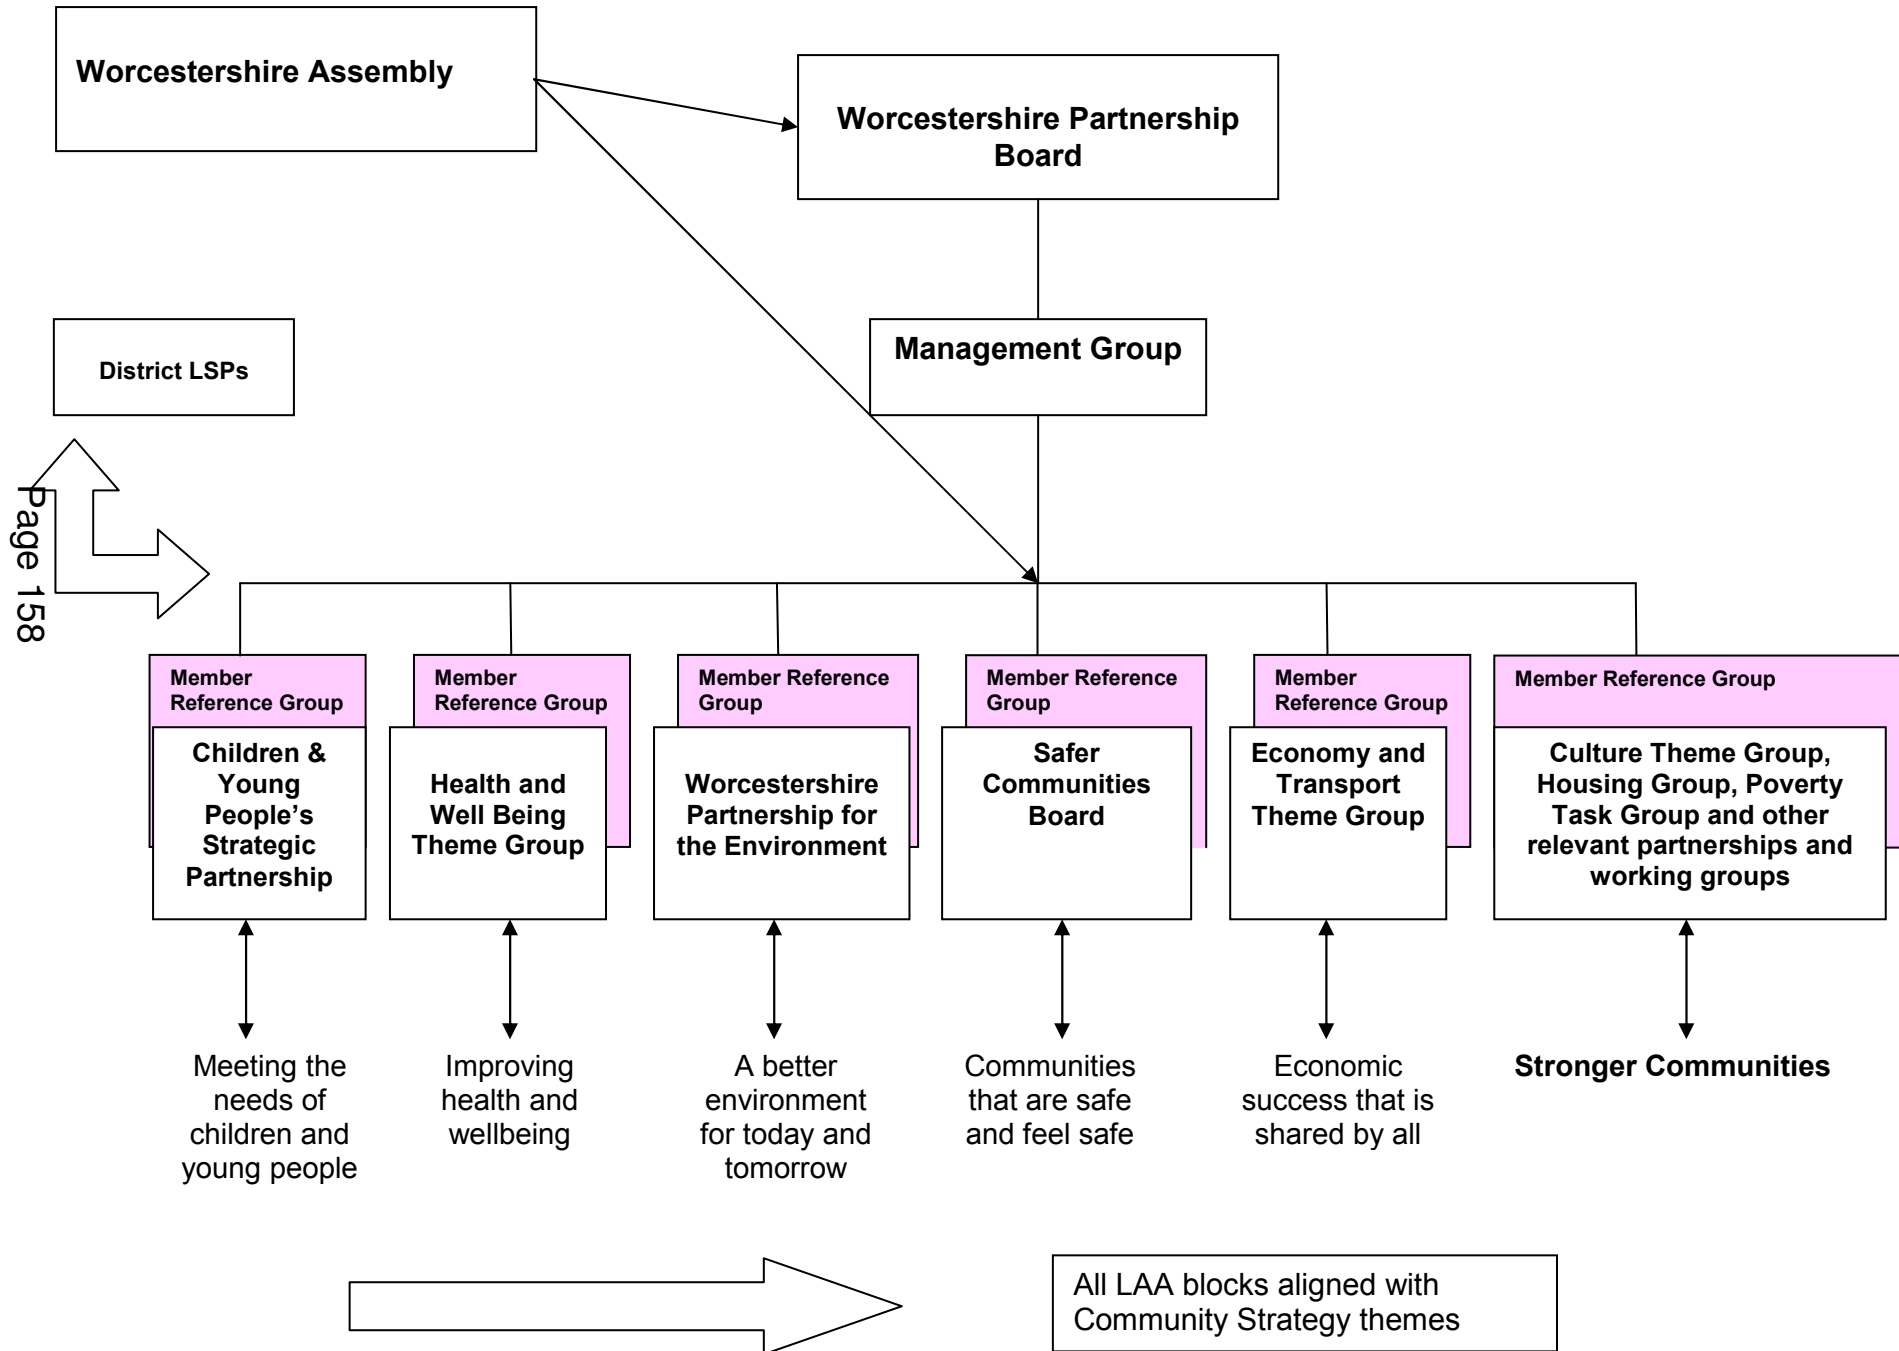 Worcestershire Assembly
Worcestershire Partnership
Board
Management Group
District LSPs
Page 158
Member
Reference Group
Children &
Young
People’s
Strategic
Partnership
Member
Reference Group
Health and
Well Being
Theme Group
Member Reference
Group
Worcestershire
Partnership for
the Environment
Member Reference
Group
Safer
Communities
Board
Member
Reference Group
Economy and
Transport
Theme Group
Member Reference Group
Culture Theme Group,
Housing Group, Poverty
Task Group and other
relevant partnerships and
working groups
Meeting the
needs of
children and
young people
Improving
health and
wellbeing
A better
environment
for today and
tomorrow
Communities
that are safe
and feel safe
Economic
success that is
shared by all
Stronger Communities
All LAA blocks aligned with
Community Strategy themes